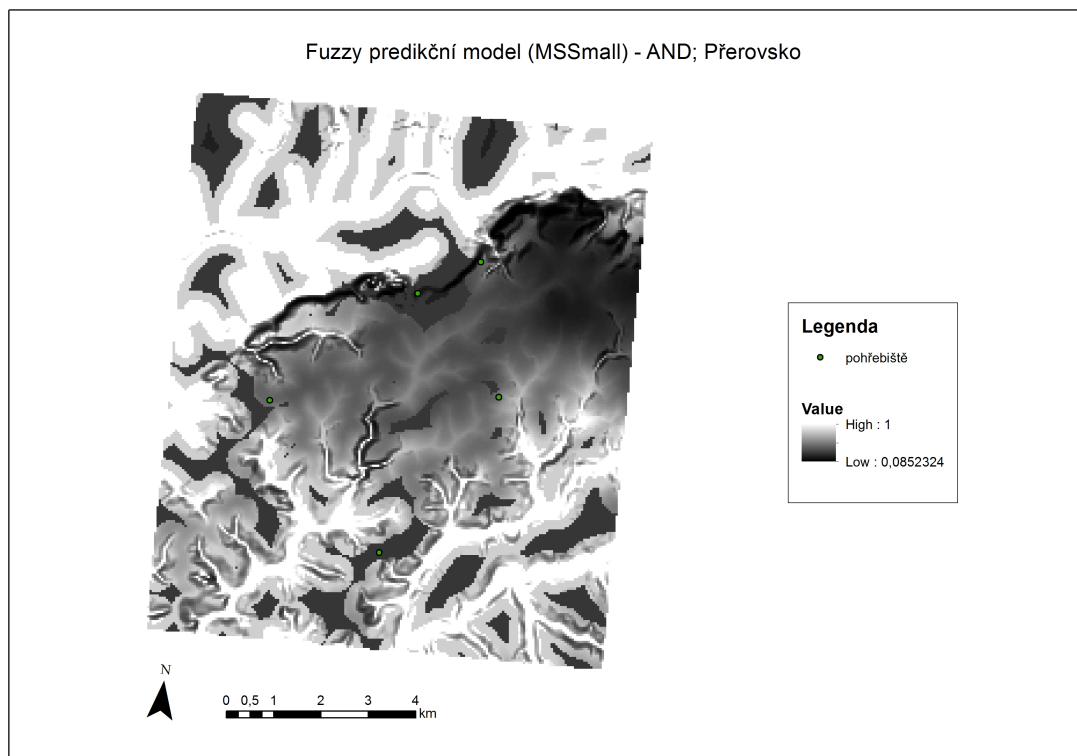 Fuzzy predikční model (MSSmall) - AND; Přerovsko
Legenda
pohřebiště
Value
High : 1
Low : 0,0852324
N
0 0,5 1 2 3 4
km